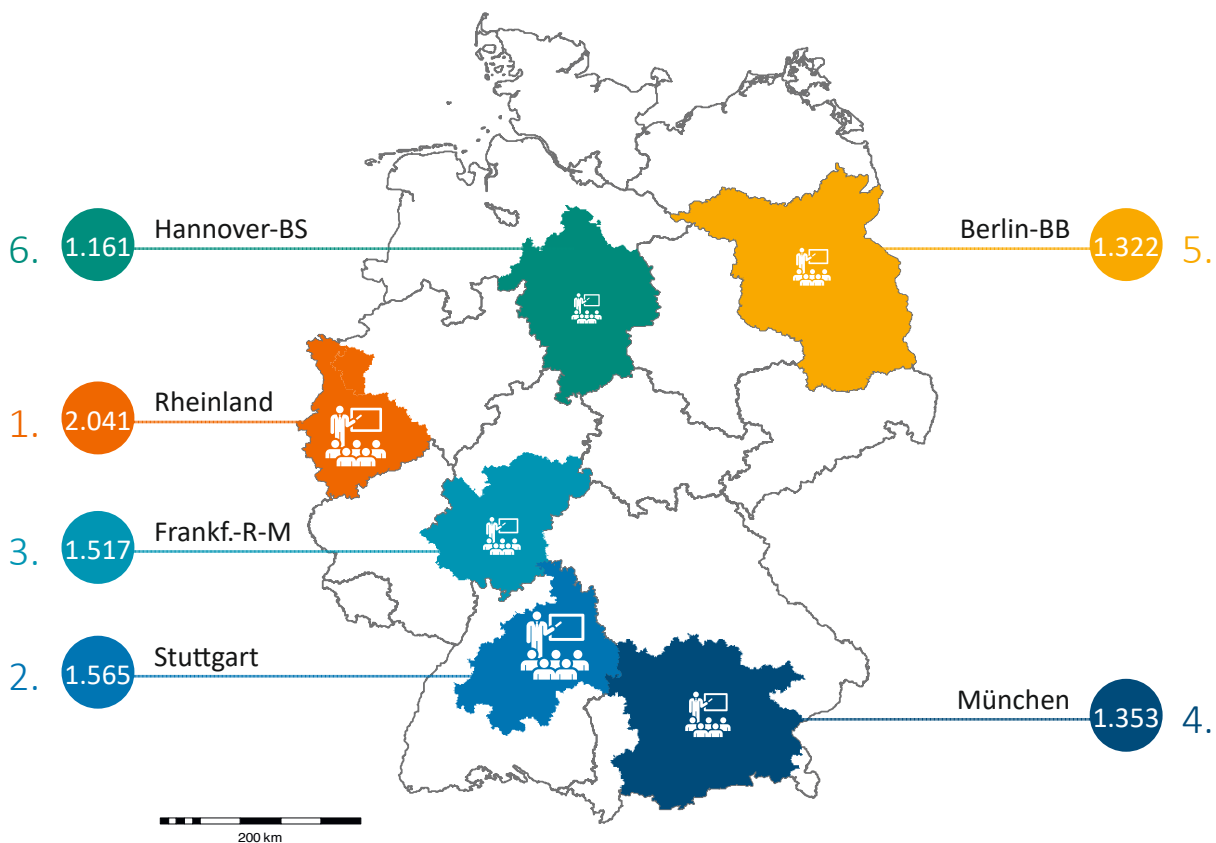 6.
1.161
Hannover-BS
Berlin-BB
1.322
5.
1.
2.041
Rheinland
3.
1.517
Frankf.-R-M
2.
1.565
Stuttgart
München
1.353
4.
200 km